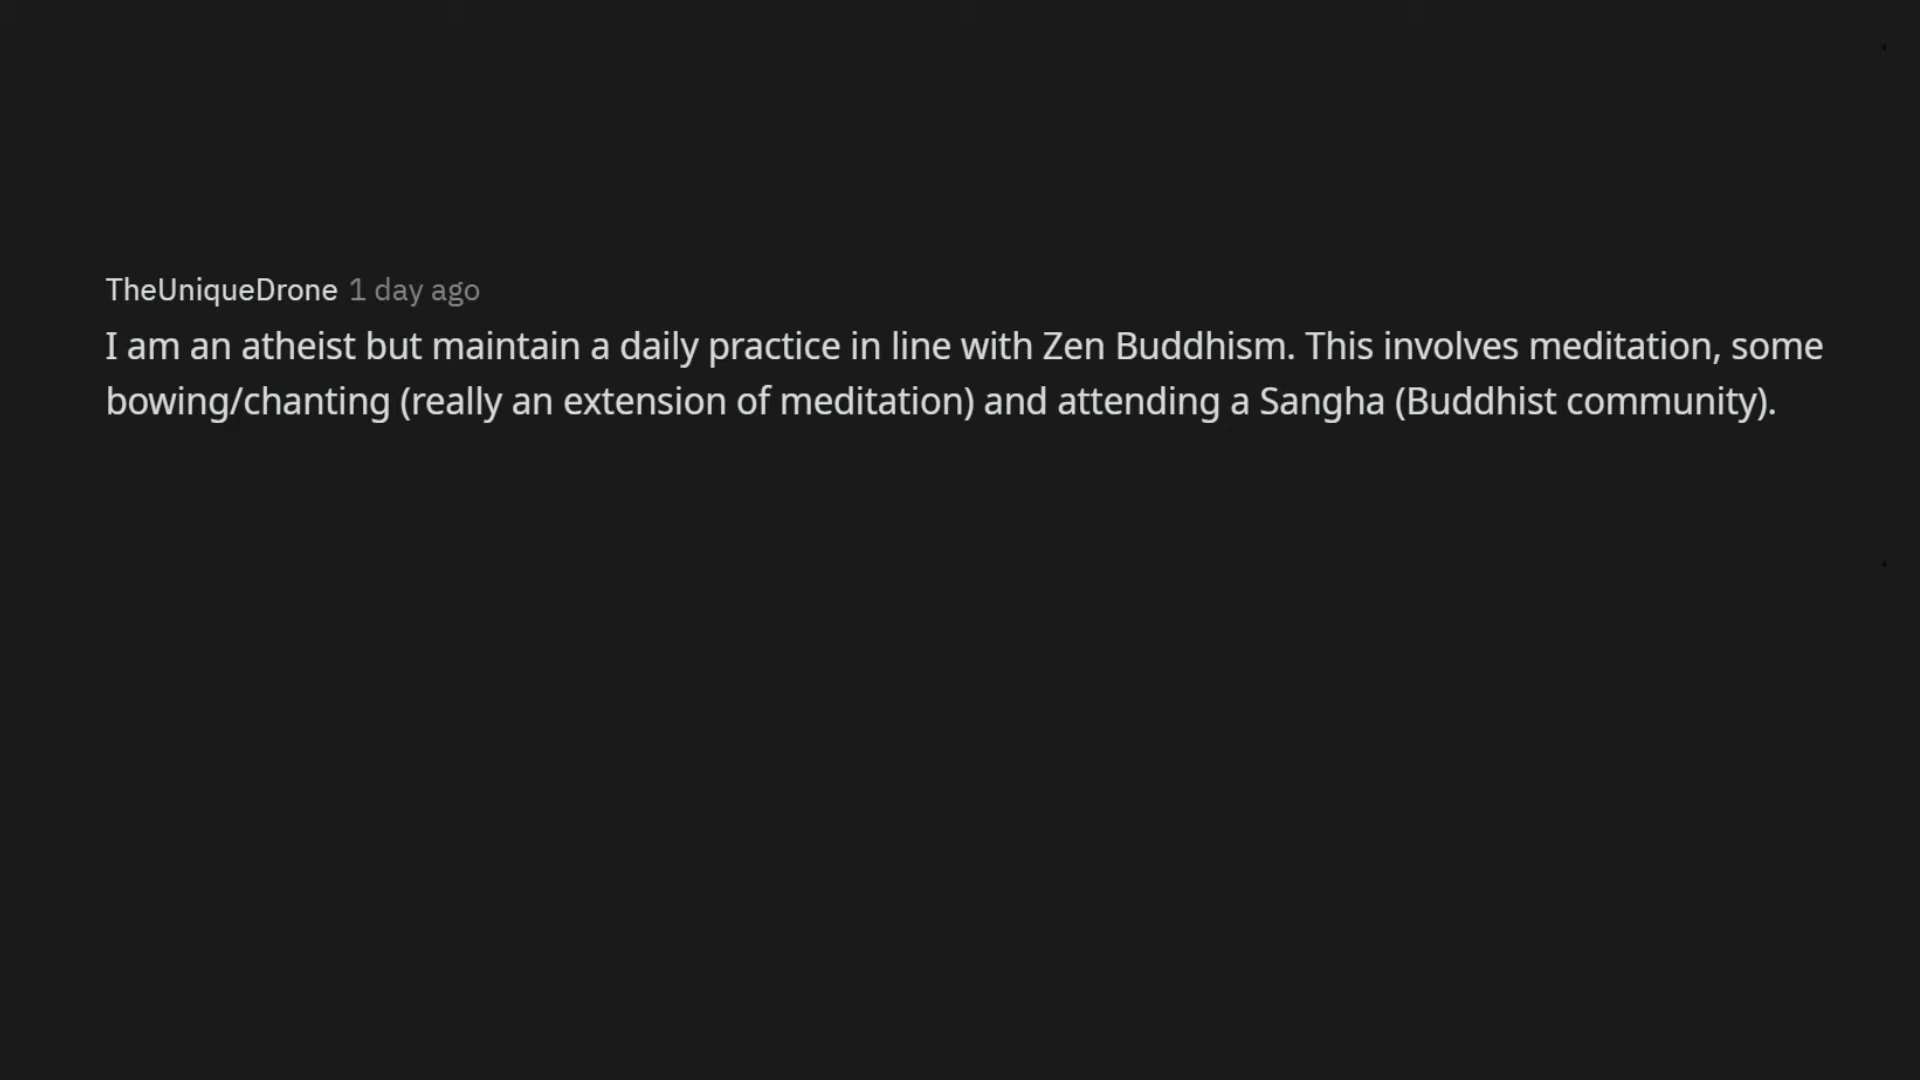 TheUniqueDrone 1 day ago
I am an atheist but maintain a daily practice in line with Zen Buddhism. This involves meditation, some
bowing/chanting (really an extension of meditation) and attending a Sangha (Buddhist community).